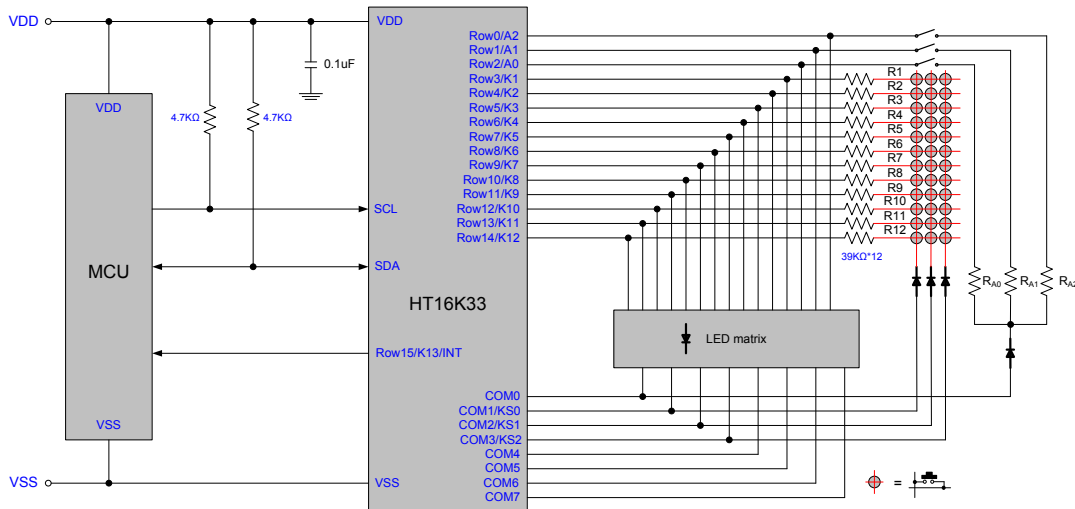 VDD
VDD
VDD
0.1uF
4.7KΩ
4.7KΩ
MCU
SCL
SDA
HT16K33
Row15/K13/INT
VSS
VSS
VSS
Row0/A2
Row1/A1
Row2/A0
Row3/K1
Row4/K2
Row5/K3
Row6/K4
Row7/K5
Row8/K6
Row9/K7
Row10/K8
Row11/K9
Row12/K10
Row13/K11
Row14/K12
R1
R2
R3
R4
R5
R6
R7
R8
R9
R10
R11
R12
39KΩ*12
RA0
RA1
RA2
LED matrix
COM0
COM1/KS0
COM2/KS1
COM3/KS2
COM4
COM5
COM6
COM7
=